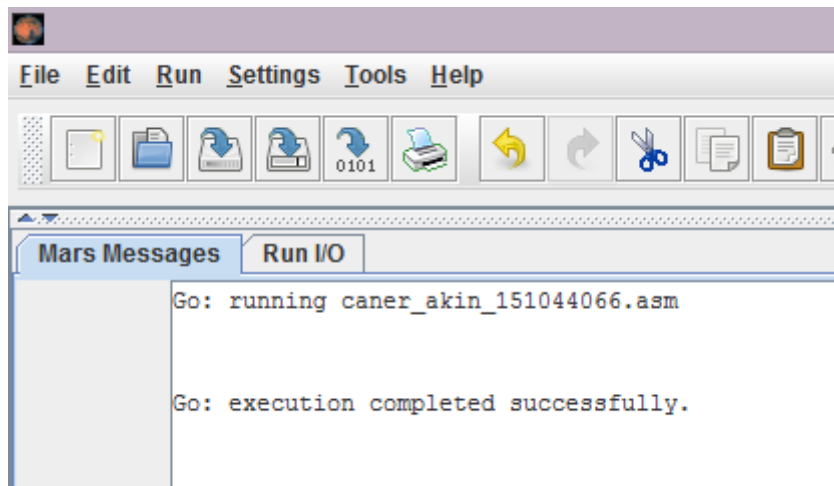 File Edit Run Settings Tools Help
0101
Mars Messages Run I/O
Go: running caner_akin_151044066.asm
Go: execution completed successfully.